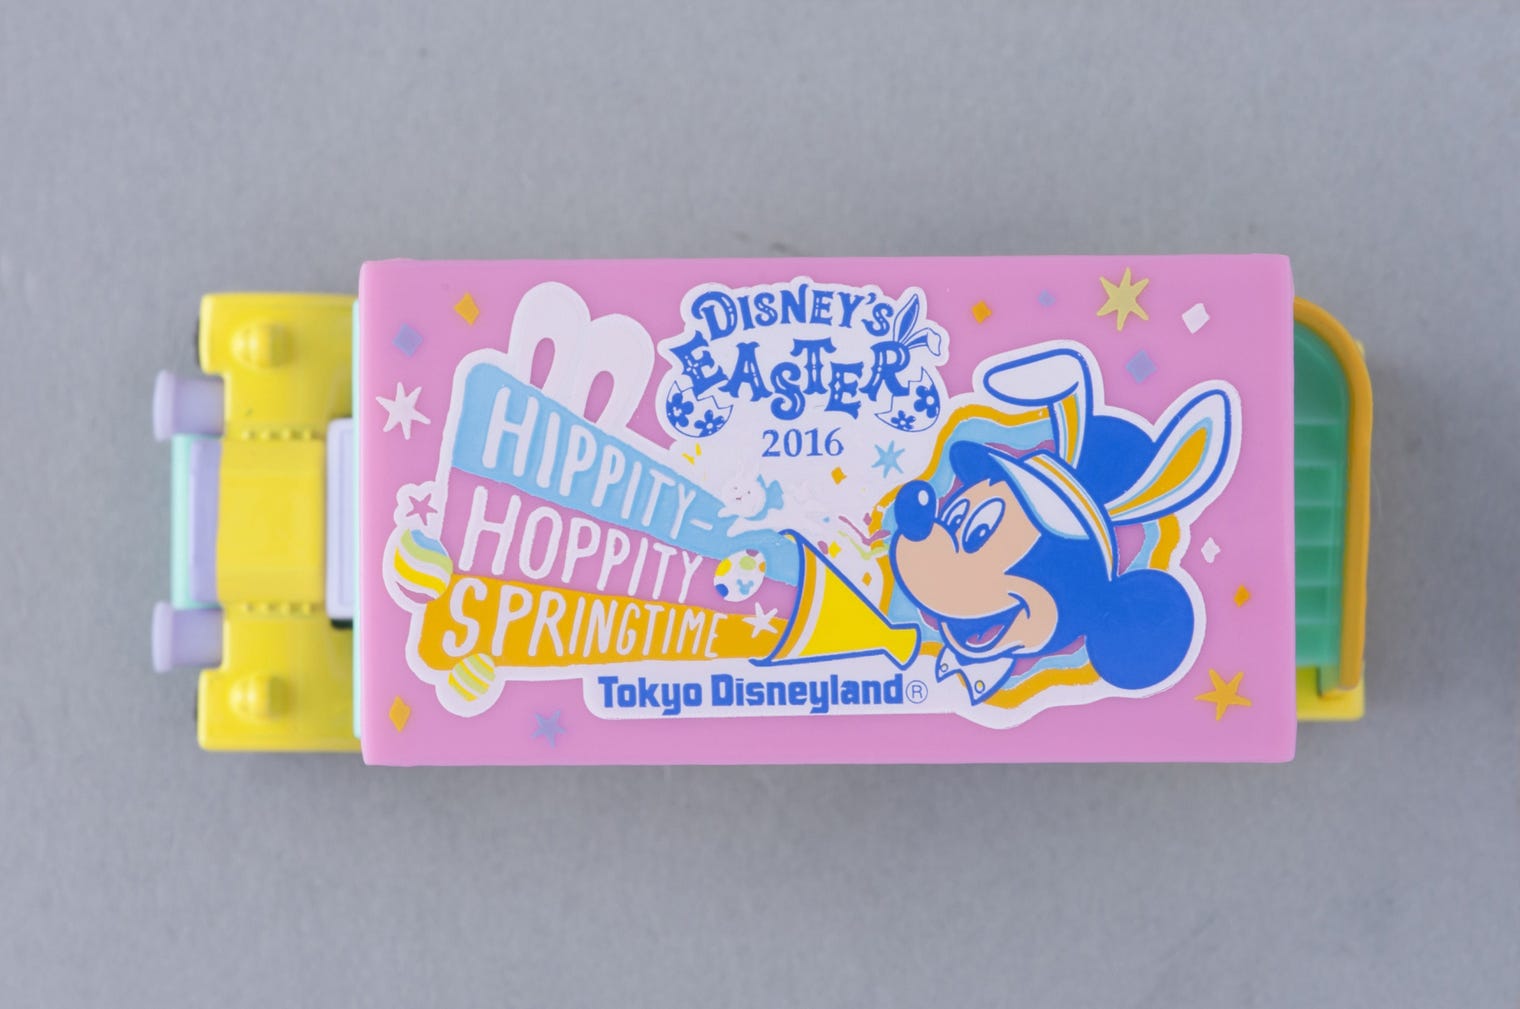 DISNEY'S
EASTER
2016
HIPPITY-
HOPPITY
SPRINGTIME
Tokyo Disneyland®